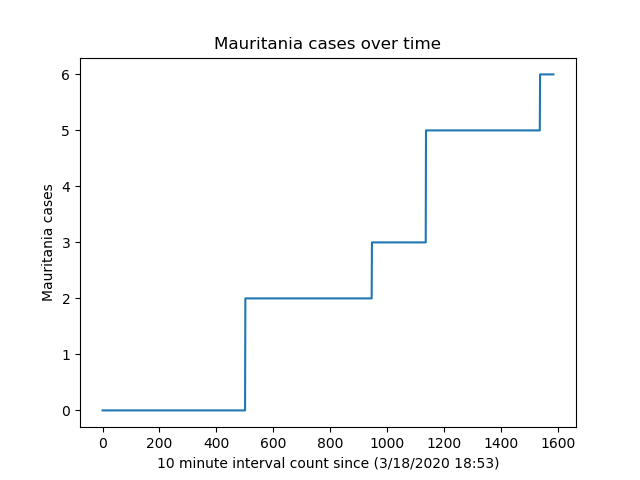 Mauritania cases over time
6
5
4
3
2
1
0
Mauritania cases
0 200 400 600 800 1000 1200 1400 1600
10 minute interval count since (3/18/2020 18:53)